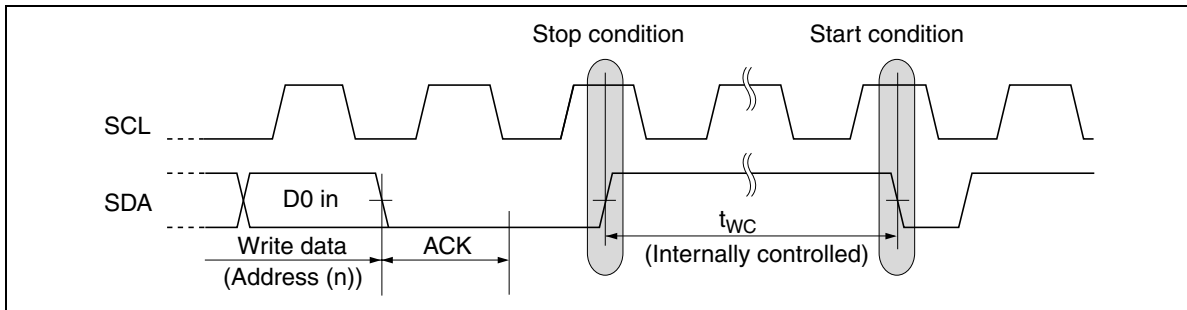 Stop condition
Start condition
SCL
SDA
D0 in
Write data
(Address (n))
ACK
tWC
(Internally controlled)